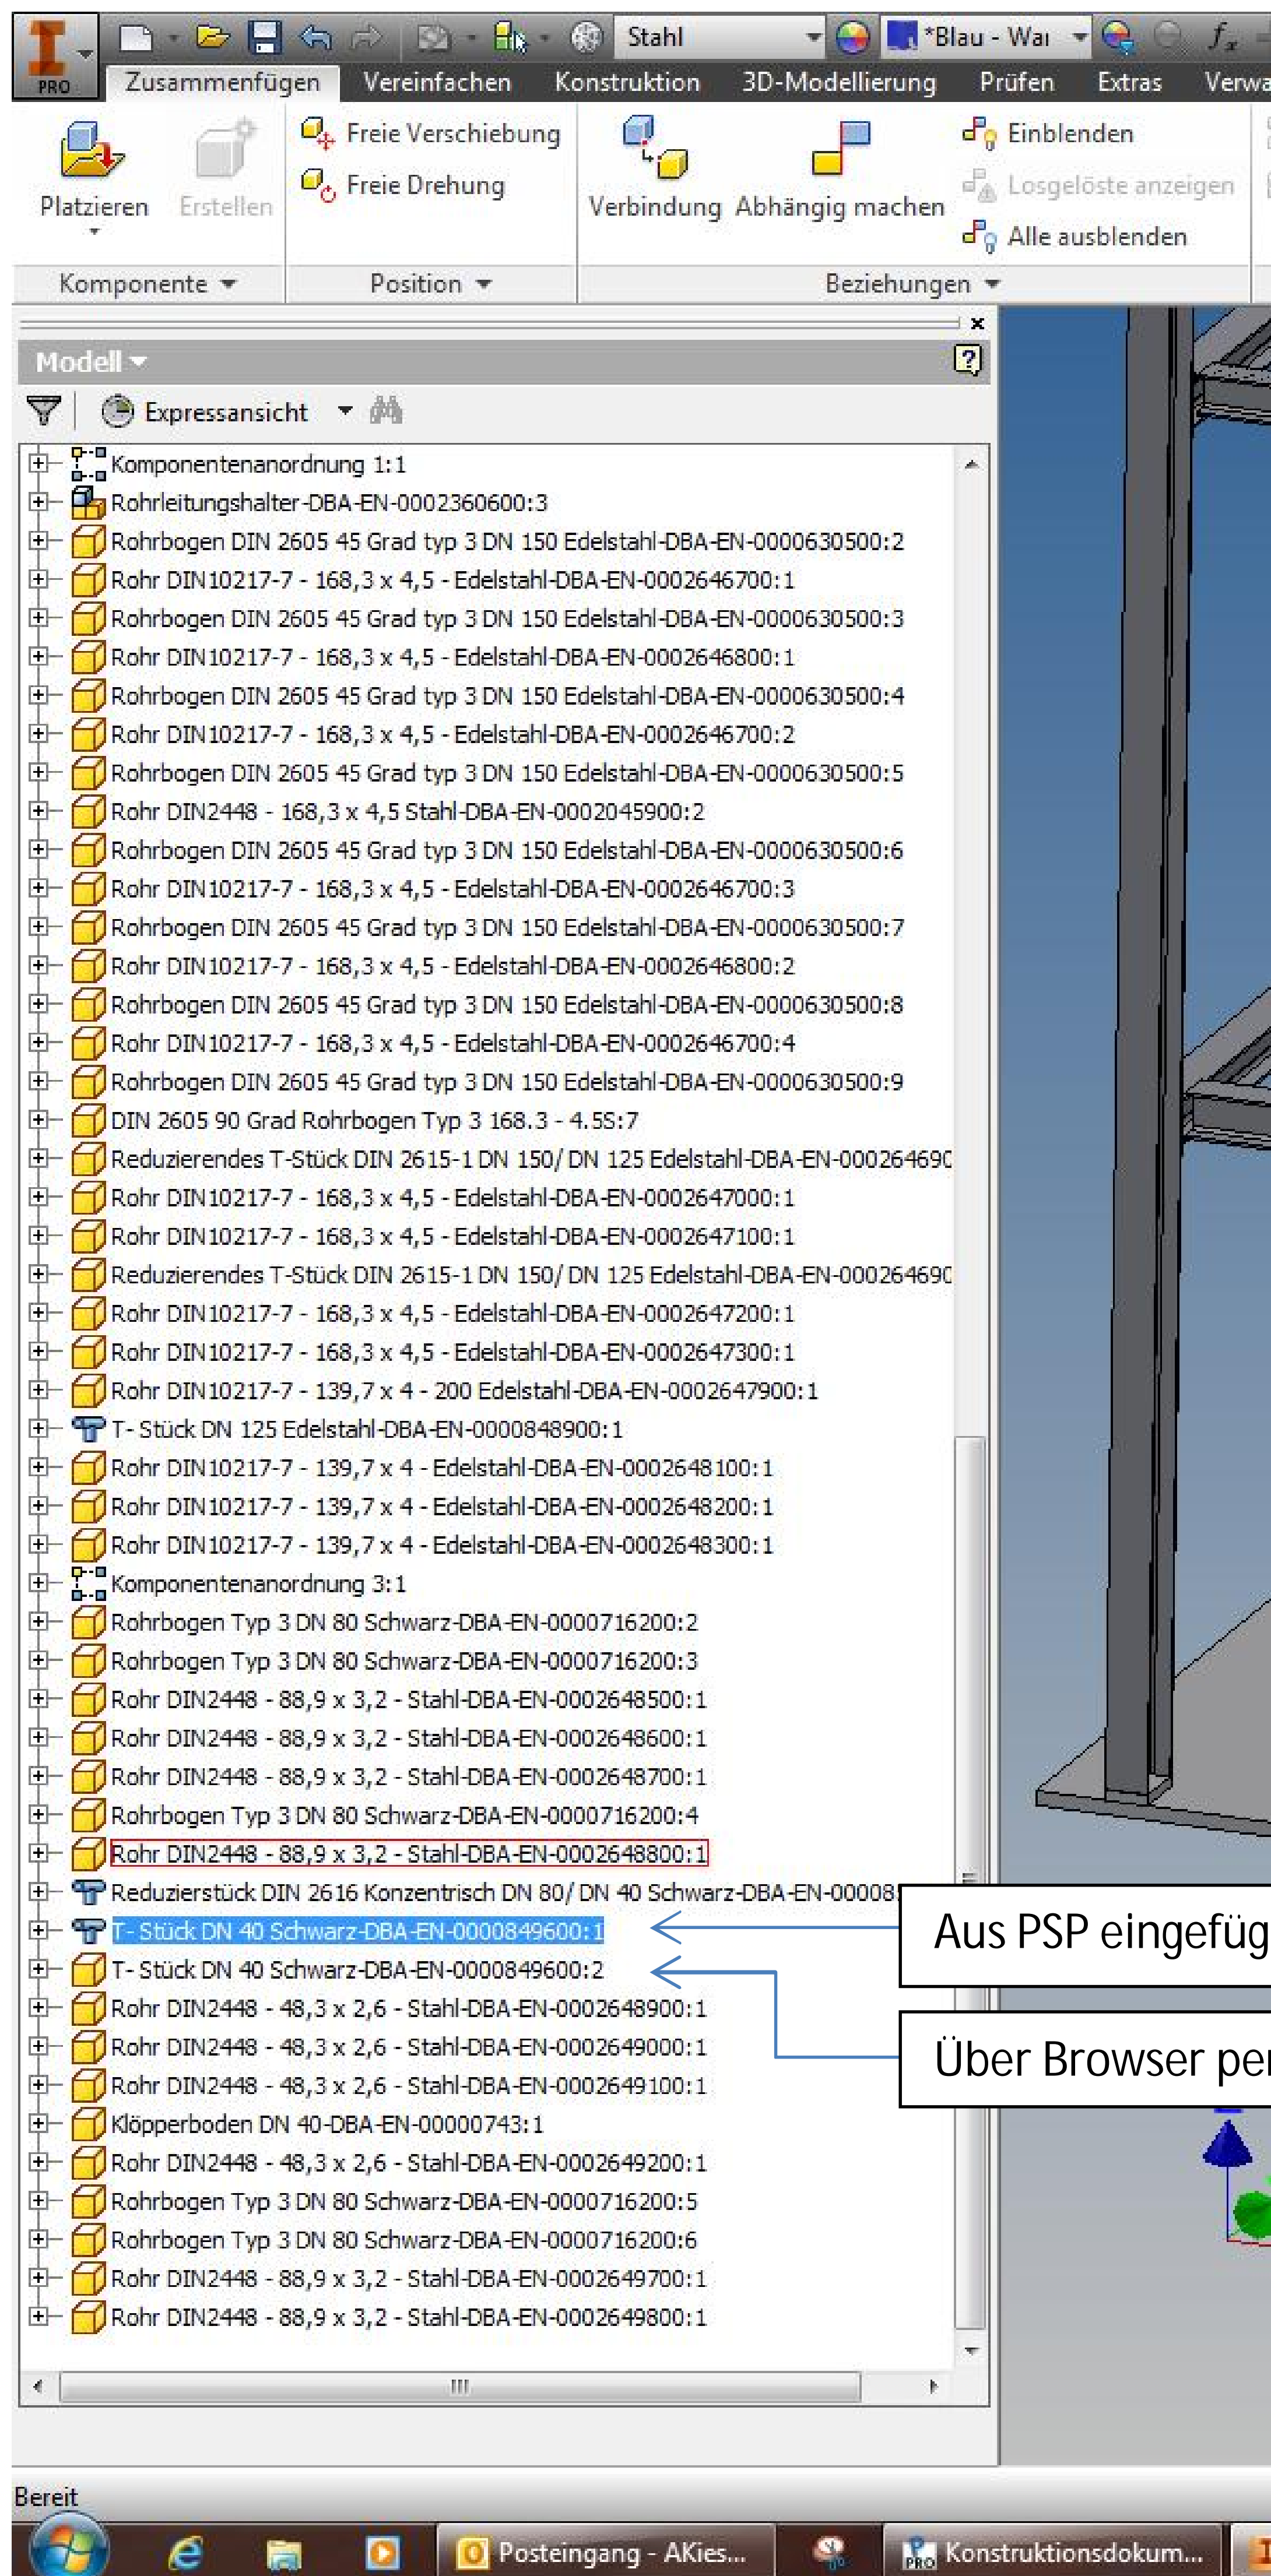 Stahl *Blau - Wai fx
PRO Zusammenfügen Vereinfachen Konstruktion 3D-Modellierung Prüfen Extras Verwa
Freie Verschiebung Einblenden
Freie Drehung Losgelöste anzeigen
Platzieren Erstellen Verbindung Abhängig machen
Alle ausblenden
Komponente Position Beziehungen
Modell
Expressansicht
Komponentenanordnung 1:1
Rohrleitungshalter-DBA-EN-0002360600:3
Rohrbogen DIN 2605 45 Grad typ 3 DN 150 Edelstahl-DBA-EN-0000630500:2
Rohr DIN10217-7 - 168,3 x 4,5 - Edelstahl-DBA-EN-0002646700:1
Rohrbogen DIN 2605 45 Grad typ 3 DN 150 Edelstahl-DBA-EN-0000630500:3
Rohr DIN10217-7 - 168,3 x 4,5 - Edelstahl-DBA-EN-0002646800:1
Rohrbogen DIN 2605 45 Grad typ 3 DN 150 Edelstahl-DBA-EN-0000630500:4
Rohr DIN10217-7 - 168,3 x 4,5 - Edelstahl-DBA-EN-0002646700:2
Rohrbogen DIN 2605 45 Grad typ 3 DN 150 Edelstahl-DBA-EN-0000630500:5
Rohr DIN2448 - 168,3 x 4,5 Stahl-DBA-EN-0002045900:2
Rohrbogen DIN 2605 45 Grad typ 3 DN 150 Edelstahl-DBA-EN-0000630500:6
Rohr DIN10217-7 - 168,3 x 4,5 - Edelstahl-DBA-EN-0002646700:3
Rohrbogen DIN 2605 45 Grad typ 3 DN 150 Edelstahl-DBA-EN-0000630500:7
Rohr DIN10217-7 - 168,3 x 4,5 - Edelstahl-DBA-EN-0002646800:2
Rohrbogen DIN 2605 45 Grad typ 3 DN 150 Edelstahl-DBA-EN-0000630500:8
Rohr DIN10217-7 - 168,3 x 4,5 - Edelstahl-DBA-EN-0002646700:4
Rohrbogen DIN 2605 45 Grad typ 3 DN 150 Edelstahl-DBA-EN-0000630500:9
DIN 2605 90 Grad Rohrbogen Typ 3 168.3 - 4.5S:7
Reduzierendes T-Stück DIN 2615-1 DN 150/ DN 125 Edelstahl-DBA-EN-000264690
Rohr DIN10217-7 - 168,3 x 4,5 - Edelstahl-DBA-EN-0002647000:1
Rohr DIN10217-7 - 168,3 x 4,5 - Edelstahl-DBA-EN-0002647100:1
Reduzierendes T-Stück DIN 2615-1 DN 150/ DN 125 Edelstahl-DBA-EN-000264690
Rohr DIN10217-7 - 168,3 x 4,5 - Edelstahl-DBA-EN-0002647200:1
Rohr DIN10217-7 - 168,3 x 4,5 - Edelstahl-DBA-EN-0002647300:1
Rohr DIN10217-7 - 139,7 x 4 - 200 Edelstahl-DBA-EN-0002647900:1
T- Stück DN 125 Edelstahl-DBA-EN-0000848900:1
Rohr DIN10217-7 - 139,7 x 4 - Edelstahl-DBA-EN-0002648100:1
Rohr DIN10217-7 - 139,7 x 4 - Edelstahl-DBA-EN-0002648200:1
Rohr DIN10217-7 - 139,7 x 4 - Edelstahl-DBA-EN-0002648300:1
Komponentenanordnung 3:1
Rohrbogen Typ 3 DN 80 Schwarz-DBA-EN-0000716200:2
Rohrbogen Typ 3 DN 80 Schwarz-DBA-EN-0000716200:3
Rohr DIN2448 - 88,9 x 3,2 - Stahl-DBA-EN-0002648500:1
Rohr DIN2448 - 88,9 x 3,2 - Stahl-DBA-EN-0002648600:1
Rohr DIN2448 - 88,9 x 3,2 - Stahl-DBA-EN-0002648700:1
Rohrbogen Typ 3 DN 80 Schwarz-DBA-EN-0000716200:4
Rohr DIN2448 - 88,9 x 3,2 - Stahl-DBA-EN-0002648800:1
Reduzierstück DIN 2616 Konzentrisch DN 80/ DN 40 Schwarz-DBA-EN-00008
T- Stück DN 40 Schwarz-DBA-EN-0000849600:1
Aus PSP eingefüg
T- Stück DN 40 Schwarz-DBA-EN-0000849600:2
Rohr DIN2448 - 48,3 x 2,6 - Stahl-DBA-EN-0002648900:1
Rohr DIN2448 - 48,3 x 2,6 - Stahl-DBA-EN-0002649000:1
Über Browser per
Rohr DIN2448 - 48,3 x 2,6 - Stahl-DBA-EN-0002649100:1
Klöpperboden DN 40-DBA-EN-00000743:1
Rohr DIN2448 - 48,3 x 2,6 - Stahl-DBA-EN-0002649200:1
Rohrbogen Typ 3 DN 80 Schwarz-DBA-EN-0000716200:5
Rohrbogen Typ 3 DN 80 Schwarz-DBA-EN-0000716200:6
Rohr DIN2448 - 88,9 x 3,2 - Stahl-DBA-EN-0002649700:1
Rohr DIN2448 - 88,9 x 3,2 - Stahl-DBA-EN-0002649800:1
Bereit
Posteingang - AKies... PRO Konstruktionsdokum...